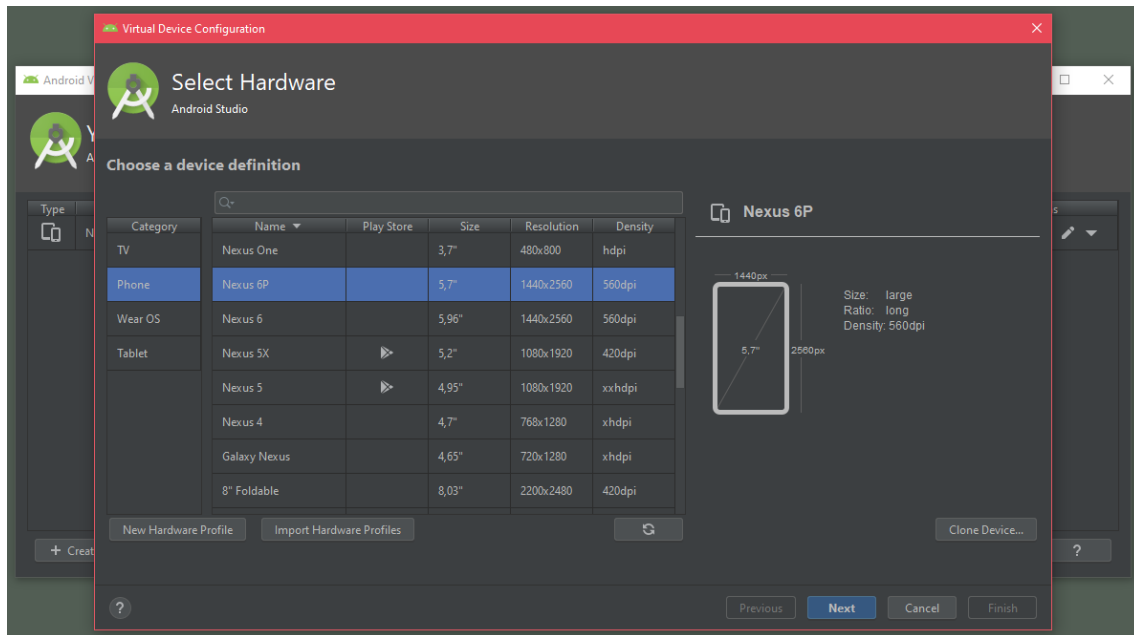 Virtual Device Configuration
Android V
Select Hardware
Android Studio
Y
A
Choose a device definition
Type
N
s
Category
TV
Phone
Wear OS
Tablet
Name Play Store Size Resolution Density
Nexus One 3,7" 480x800 hdpi
Nexus 6P 5,7" 1440x2560 560dpi
Nexus 6 5,96" 1440x2560 560dpi
Nexus 5X 5,2" 1080x1920 420dpi
Nexus 5 4,95" 1080x1920 xxhdpi
Nexus 4 4,7" 768x1280 xhdpi
Galaxy Nexus 4,65" 720x1280 xhdpi
8" Foldable 8,03" 2200x2480 420dpi
Nexus 6P
1440px
5,7"
2560px
Size: large
Ratio: long
Density: 560dpi
New Hardware Profile Import Hardware Profiles Clone Device...
+ Creat
?
? Previous Next Cancel Finish